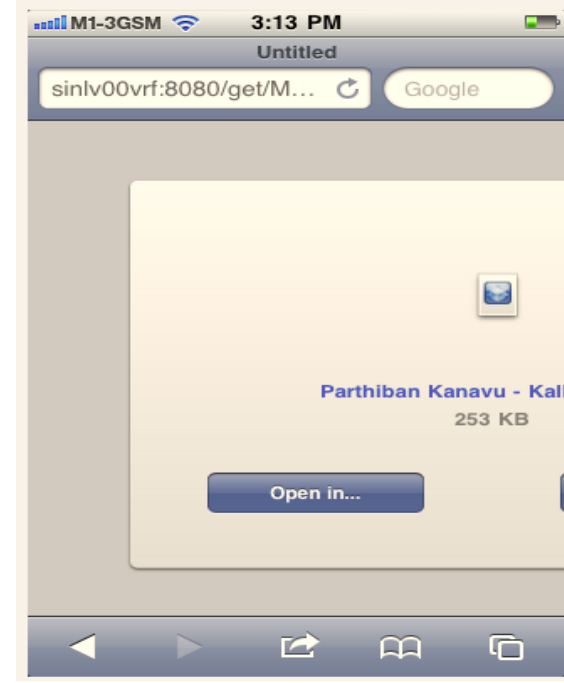 M1-3GSM 3:13 PM
Untitled
sinlv00vrf:8080/get/M... Google
Parthiban Kanavu - Kal
253 KB
Open in...